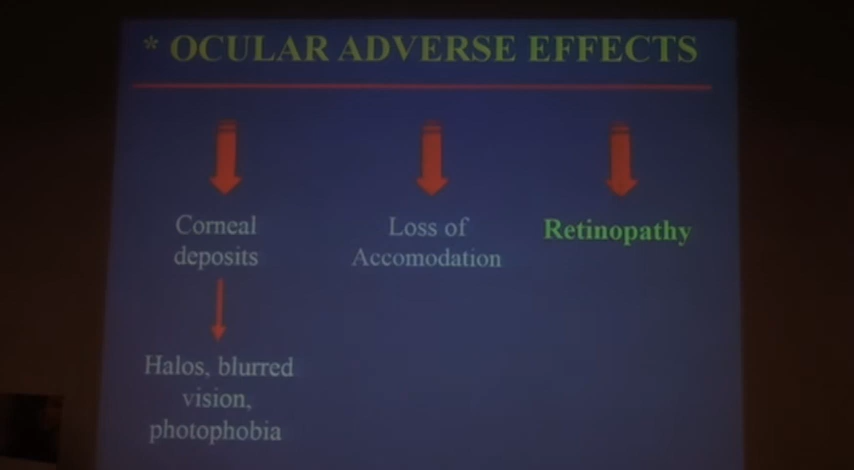 * OCULAR ADVERSE EFFECTS
Corneal
deposits
Loss of
Accomodation
Retinopathy
Halos, blurred
vision,
photophobia